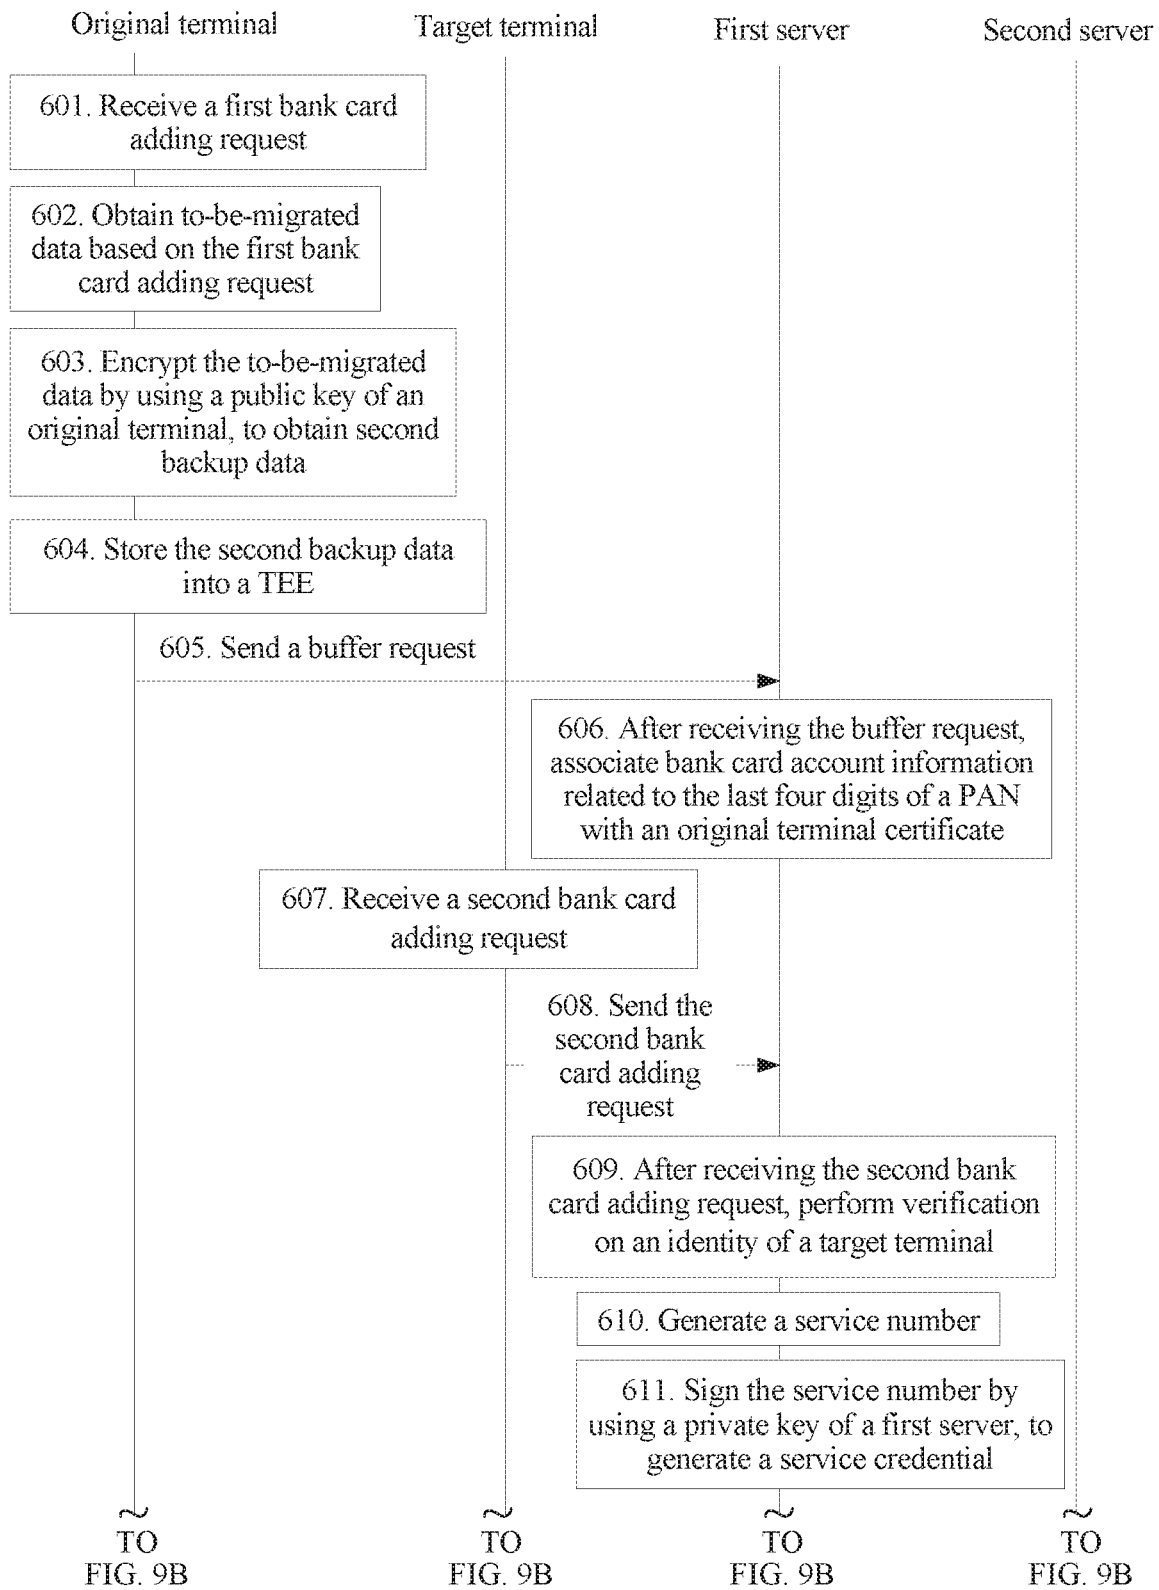 Original terminal
Target terminal
First server
Second server
601. Receive a first bank card
adding request
602. Obtain to-be-migrated
data based on the first bank
card adding request
603. Encrypt the to-be-migrated
data by using a public key of an
original terminal, to obtain second
backup data
604. Store the second backup data
into a TEE
605. Send a buffer request
606. After receiving the buffer request,
associate bank card account information
related to the last four digits of a PAN
with an original terminal certificate
607. Receive a second bank card
adding request
608. Send the
second bank
card adding
request
609. After receiving the second bank
card adding request, perform verification
on an identity of a target terminal
610. Generate a service number
611. Sign the service number by
using a private key of a first server, to
generate a service credential
TO
FIG. 9B
TO
FIG. 9B
TO
FIG. 9B
TO
FIG. 9B